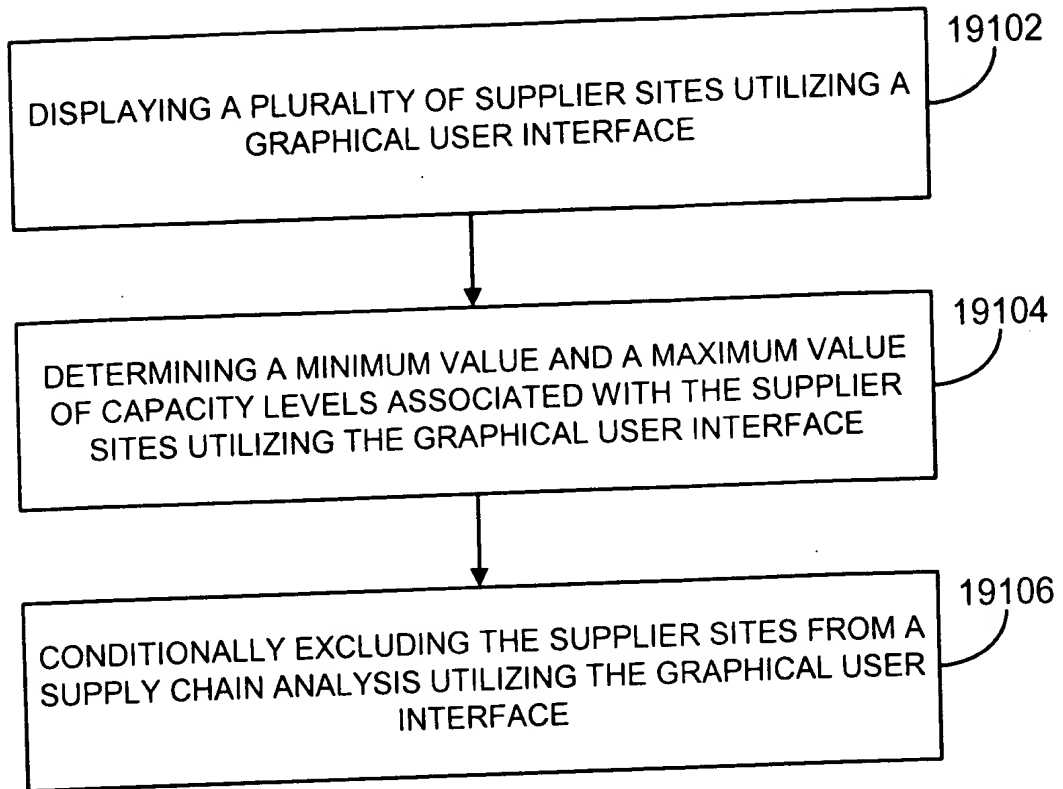 19102
DISPLAYING A PLURALITY OF SUPPLIER SITES UTILIZING A
GRAPHICAL USER INTERFACE
19104
DETERMINING A MINIMUM VALUE AND A MAXIMUM VALUE
OF CAPACITY LEVELS ASSOCIATED WITH THE SUPPLIER
SITES UTILIZING THE GRAPHICAL USER INTERFACE
19106
CONDITIONALLY EXCLUDING THE SUPPLIER SITES FROM A
SUPPLY CHAIN ANALYSIS UTILIZING THE GRAPHICAL USER
INTERFACE